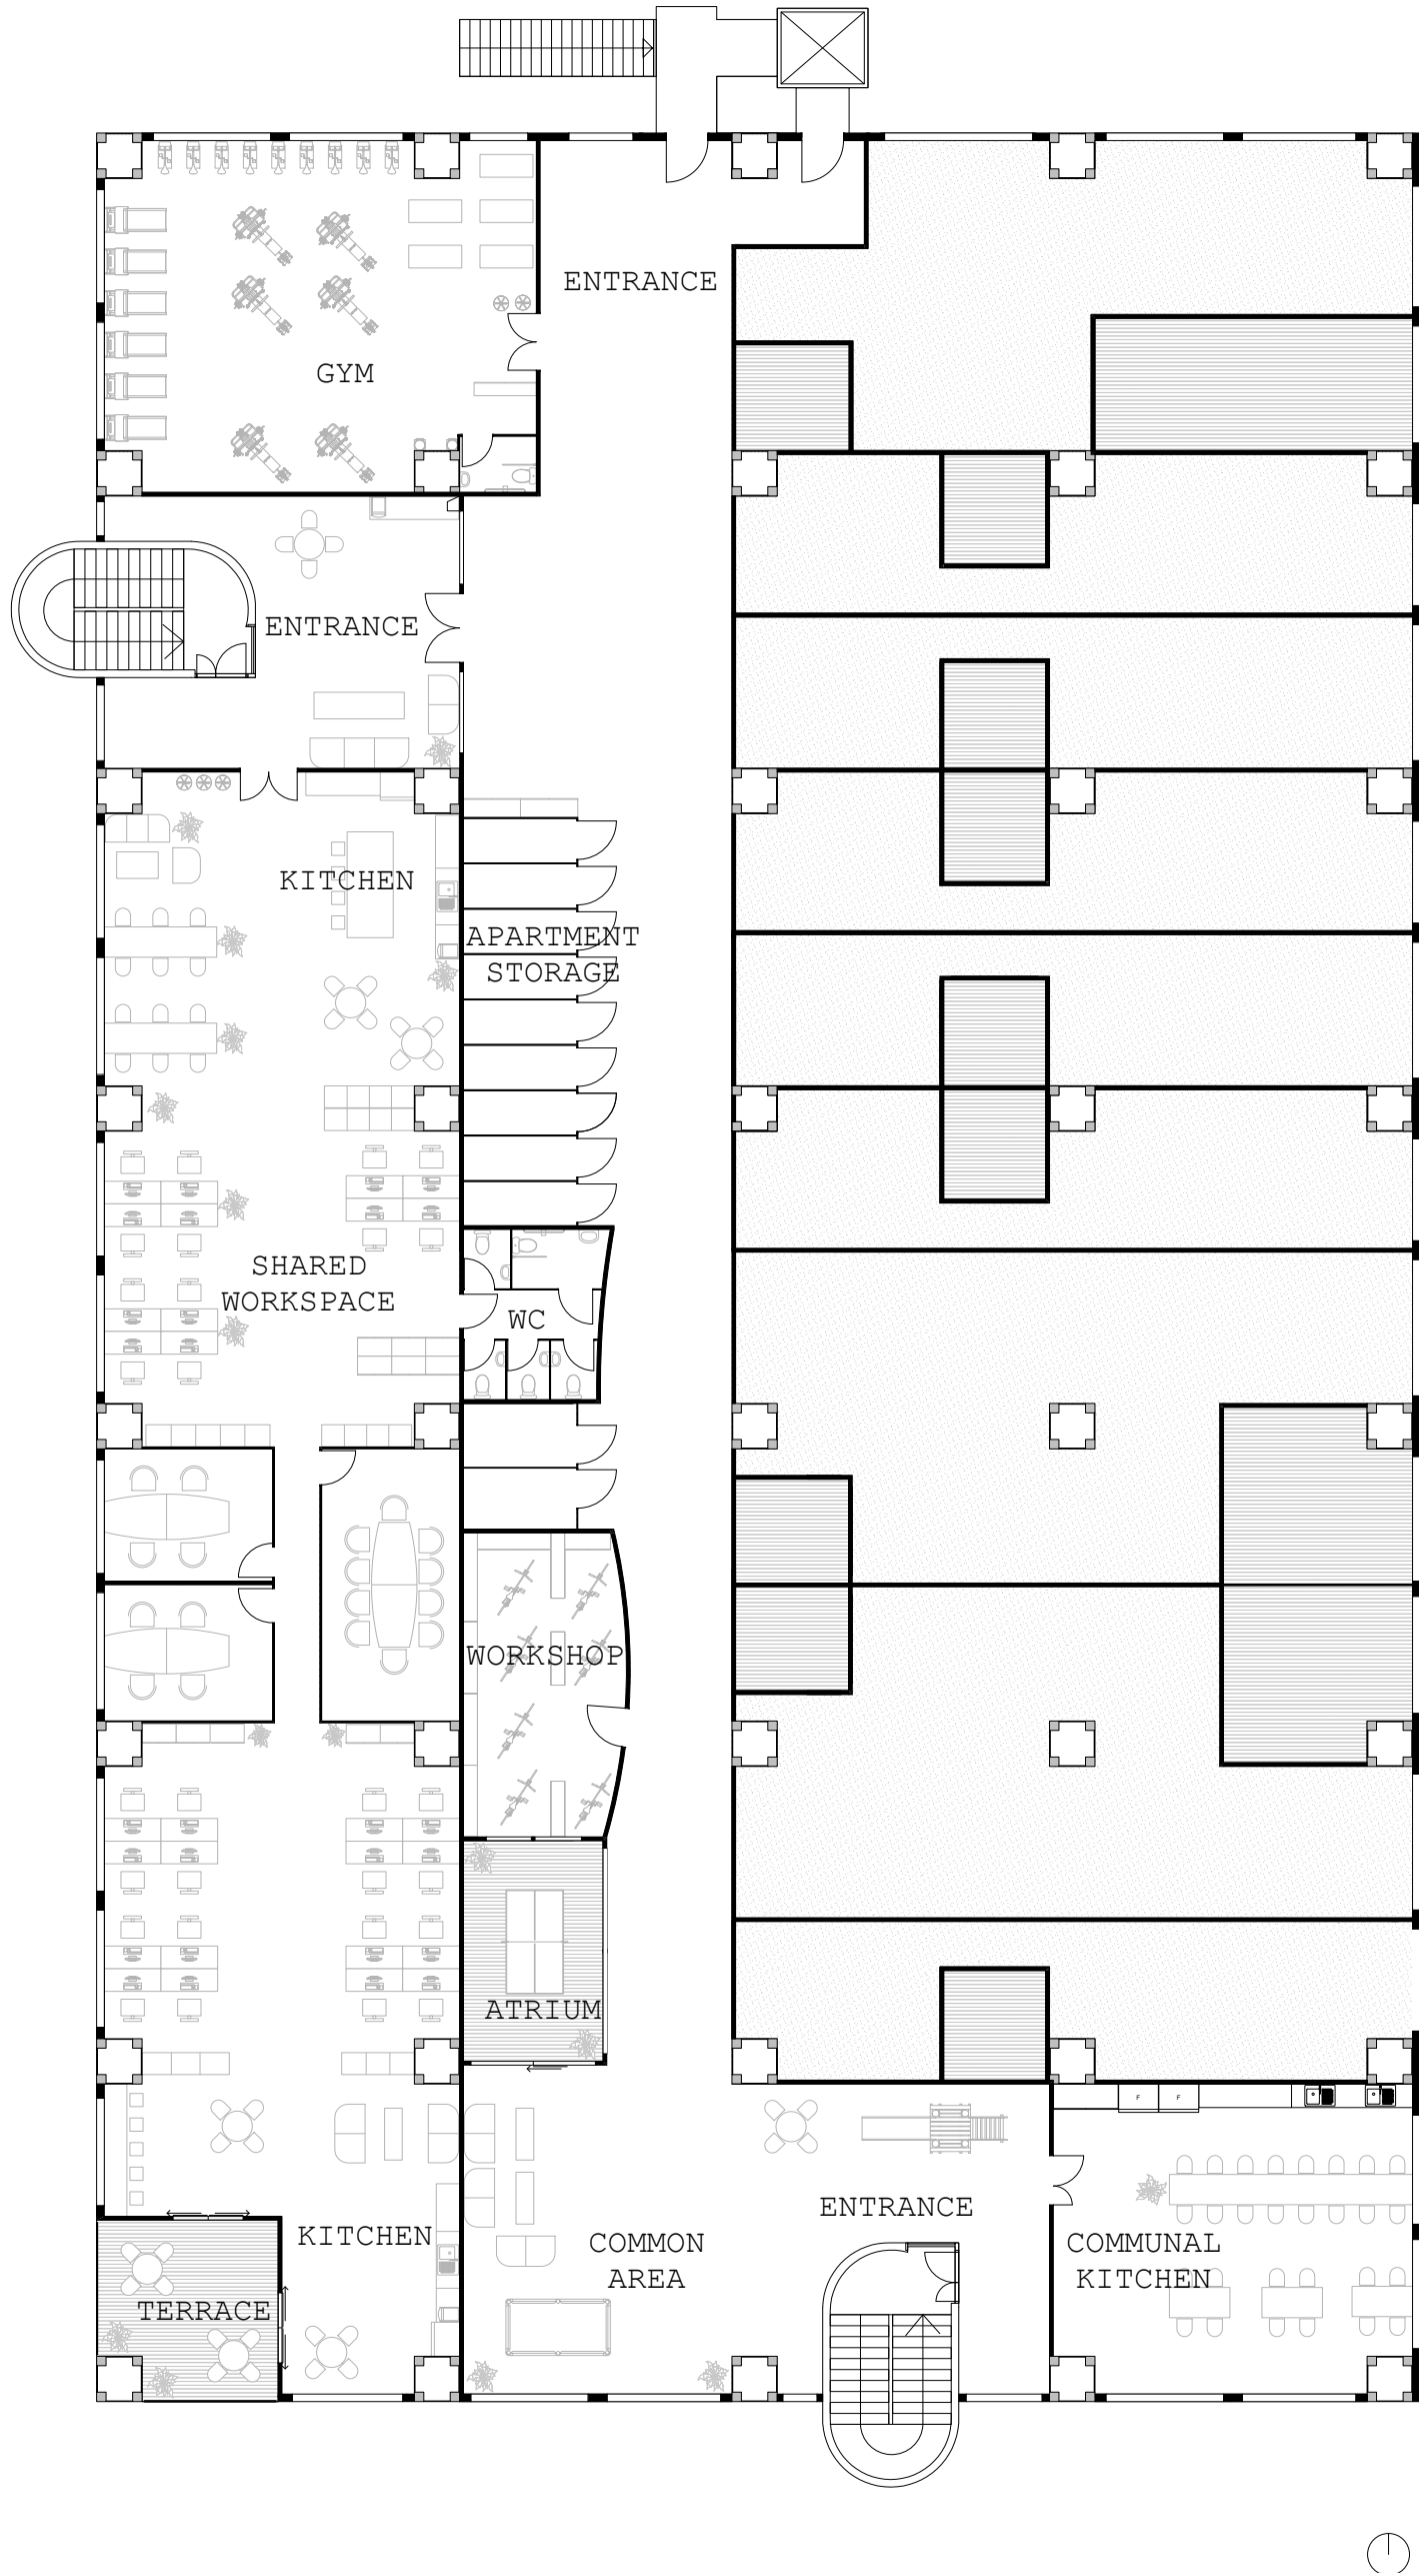 ENTRANCE
GYM
ENTRANCE
KITCHEN
APARTMENT
STORAGE
SHARED
WORKSPACE
WC
WORKSHOP
ATRIUM
F F
ENTRANCE
KITCHEN
COMMON
AREA
COMMUNAL
KITCHEN
TERRACE